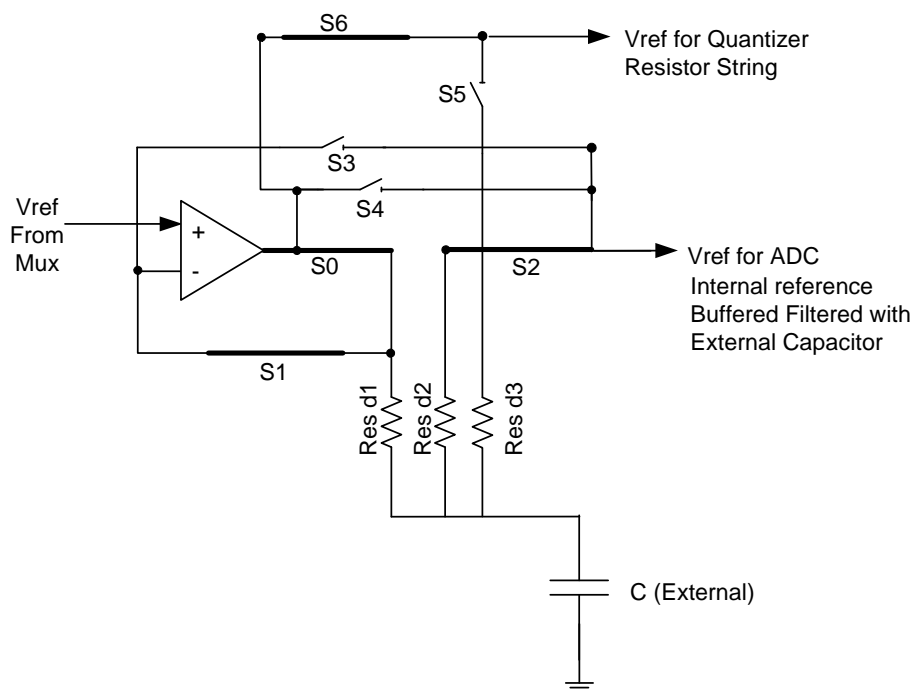 S6
Vref for Quantizer
Resistor String
S5
S3
S4
Vref
From
Mux
+
-
S0
S2
Vref for ADC
Internal reference
Buffered Filtered with
External Capacitor
S1
Res d1
Res d2
Res d3
C (External)